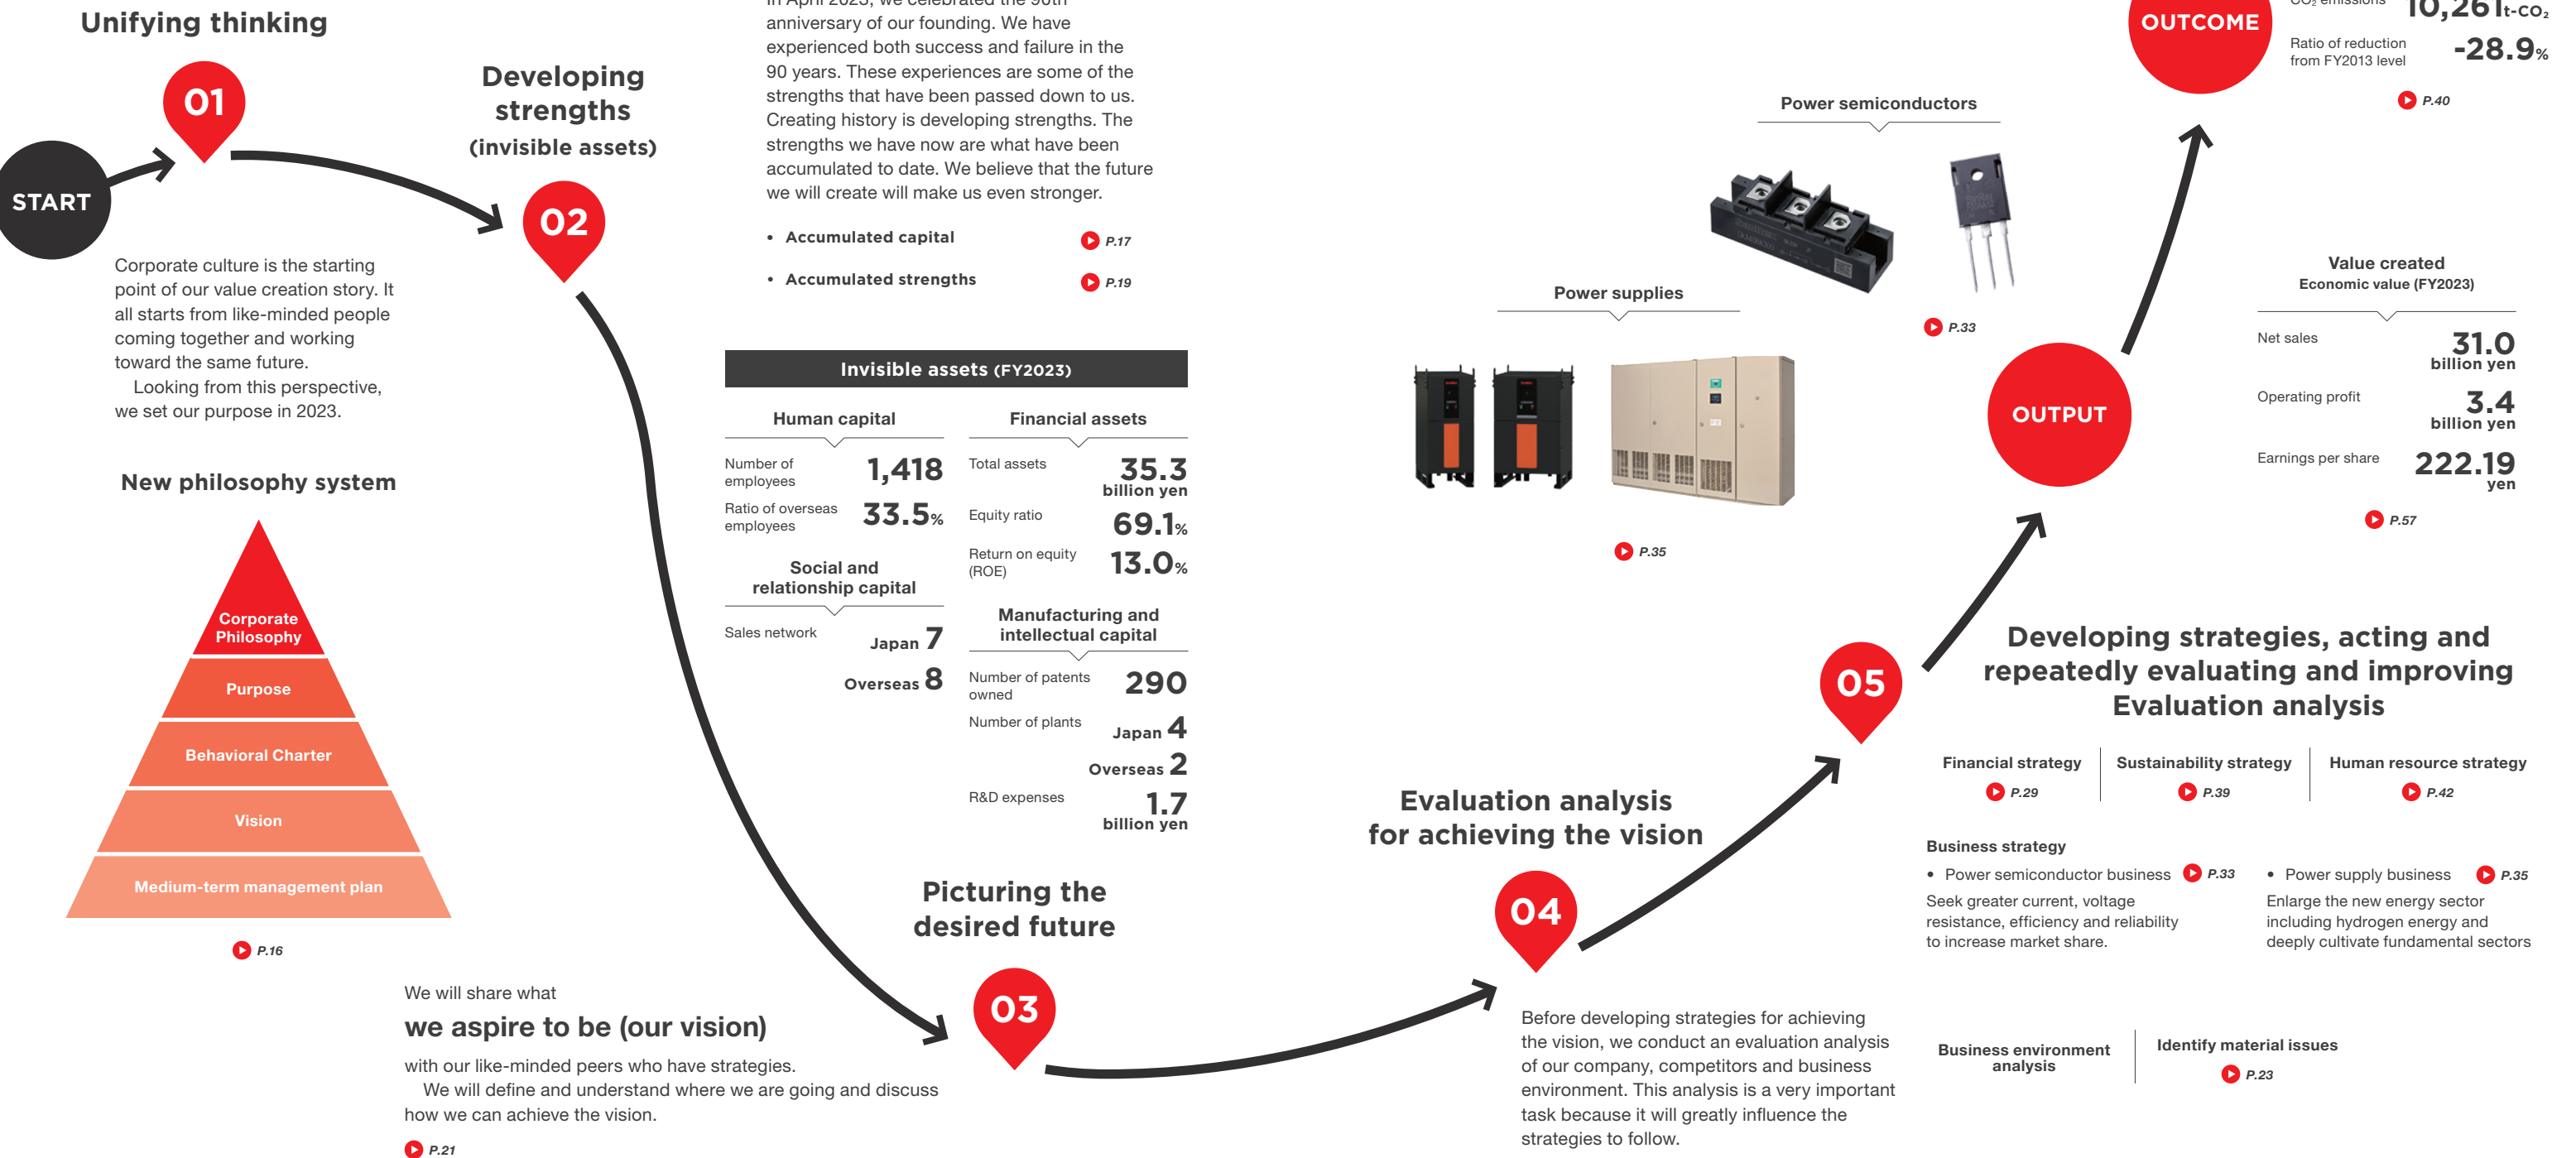 Unifying thinking
01
START
Corporate culture is the starting
point of our value creation story. It
all starts from like-minded people
coming together and working
toward the same future.
Looking from this perspective,
we set our purpose in 2023.
New philosophy system
Corporate
Philosophy
Purpose
Behavioral Charter
Vision
Medium-term management plan
P.16
Developing
strengths
(invisible assets)
02
In April 2023, we celebrated the 90th
anniversary of our founding. We have
experienced both success and failure in the
90 years. These experiences are some of the
strengths that have been passed down to us.
Creating history is developing strengths. The
strengths we have now are what have been
accumulated to date. We believe that the future
we will create will make us even stronger.
• Accumulated capital P.17
• Accumulated strengths P.19
Invisible assets (FY2023)
Human capital
Number of
employees
1,418
Ratio of overseas
employees
33.5%
Social and
relationship capital
Sales network
Japan 7
Overseas 8
Financial assets
Total assets
35.3
billion yen
Equity ratio
69.1%
Return on equity
(ROE)
13.0%
Manufacturing and
intellectual capital
Number of patents
owned
290
Number of plants
Japan 4
Overseas 2
R&D expenses
1.7
billion yen
Picturing the
desired future
03
We will share what
we aspire to be (our vision)
with our like-minded peers who have strategies.
We will define and understand where we are going and discuss
how we can achieve the vision.
P.21
Evaluation analysis
for achieving the vision
04
Before developing strategies for achieving
the vision, we conduct an evaluation analysis
of our company, competitors and business
environment. This analysis is a very important
task because it will greatly influence the
strategies to follow.
Business environment
analysis
Identify material issues
P.23
05
Developing strategies, acting and
repeatedly evaluating and improving
Evaluation analysis
Financial strategy
P.29
Sustainability strategy
P.39
Human resource strategy
P.42
Business strategy
• Power semiconductor business P.33
Seek greater current, voltage
resistance, efficiency and reliability
to increase market share.
• Power supply business P.35
Enlarge the new energy sector
including hydrogen energy and
deeply cultivate fundamental sectors
OUTPUT
Power supplies
P.35
Power semiconductors
P.33
Value created
Economic value (FY2023)
Net sales
31.0
billion yen
Operating profit
3.4
billion yen
Earnings per share
222.19
yen
P.57
OUTCOME
CO₂ emissions
10,261t-CO₂
Ratio of reduction
from FY2013 level
-28.9%
P.40